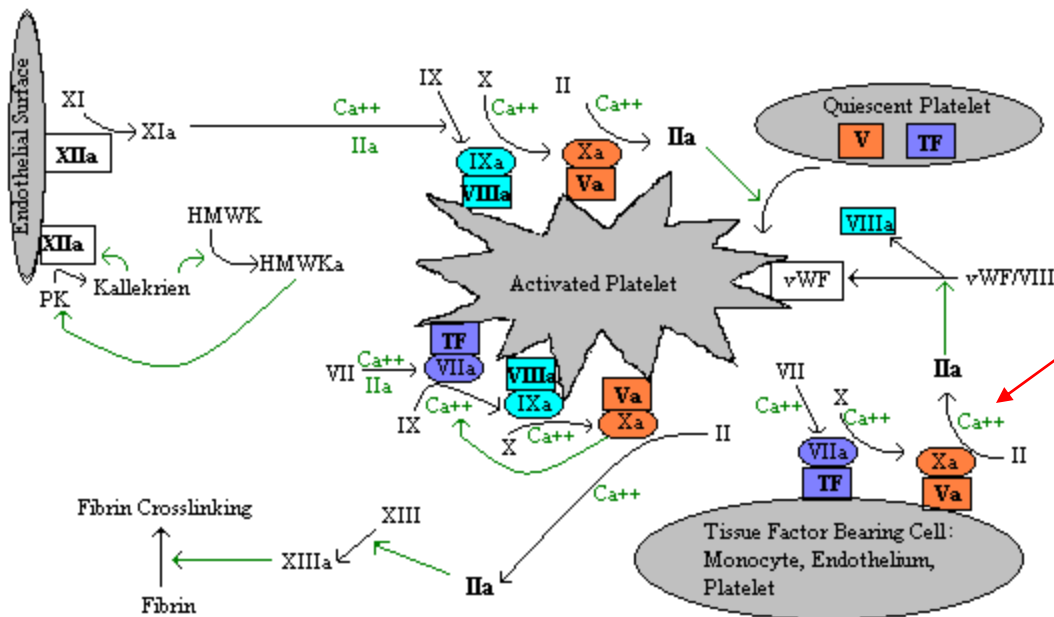 Endothelial Surface
XI
XIa
XIIa
Ca++
IIa
IX
X
Ca++
II
Ca++
IIa
IXa
VIIIa
Xa
Va
Quiescent Platelet
V
TF
XIIa
HMWK
HMWKa
Kallekrien
PK
Activated Platelet
VIIIa
vWF
vWF/VIII
TF
VIIa
VII
Ca++
IIa
IX
Ca++
VIIIa
IXa
X
Ca++
Va
Xa
II
Ca++
IIa
VII
Ca++
X
Ca++
Ca++
II
VIIa
TF
Xa
Va
Tissue Factor Bearing Cell:
Monocyte, Endothelium,
Platelet
Fibrin Crosslinking
XIII
XIIIa
IIa
Fibrin